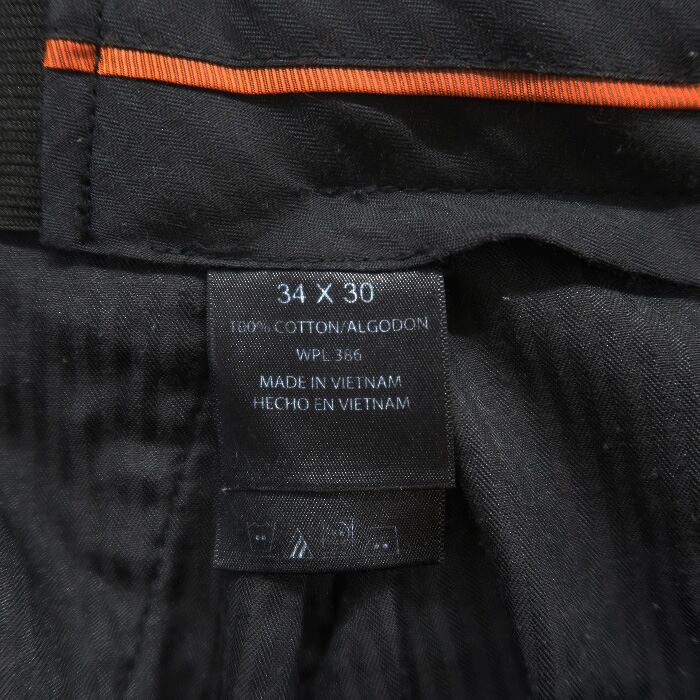 34 X 30
100% COTTON/ALGODON
WPL 386
MADE IN VIETNAM
HECHO EN VIETNAM